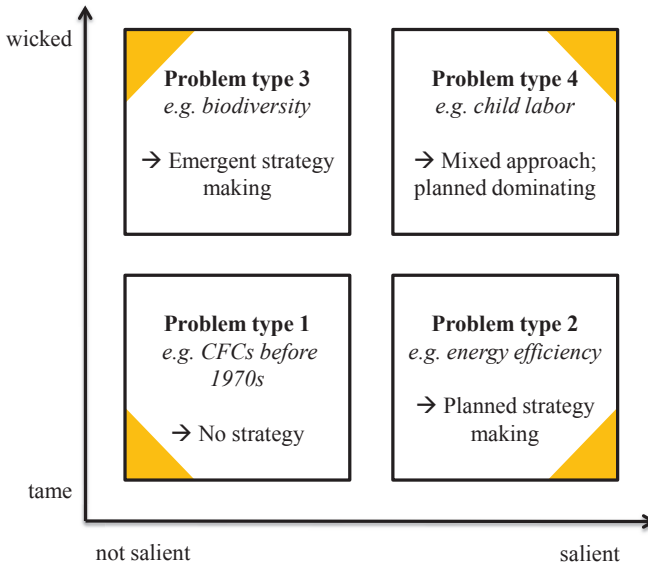 wicked
Problem type 3
e.g. biodiversity
→ Emergent strategy
making
Problem type 4
e.g. child labor
→ Mixed approach;
planned dominating
Problem type 1
e.g. CFCs before
1970s
→ No strategy
Problem type 2
e.g. energy efficiency
→ Planned strategy
making
tame
not salient
salient